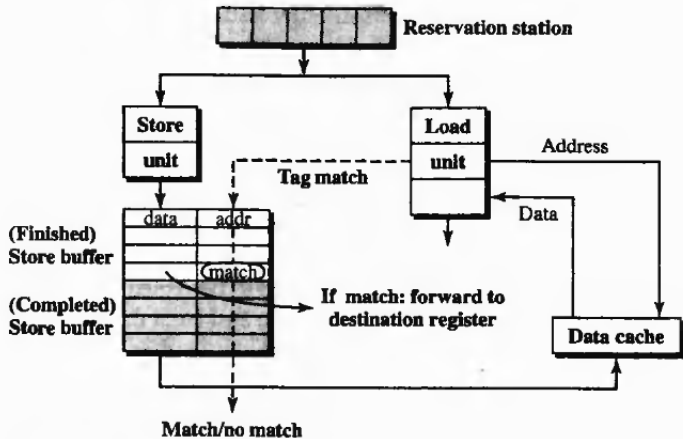 Reservation station
Store
unit
Load
unit
Address
Tag match
Data
data addr
(Finished)
Store buffer
match
(Completed)
Store buffer
If match: forward to
destination register
Data cache
Match/no match